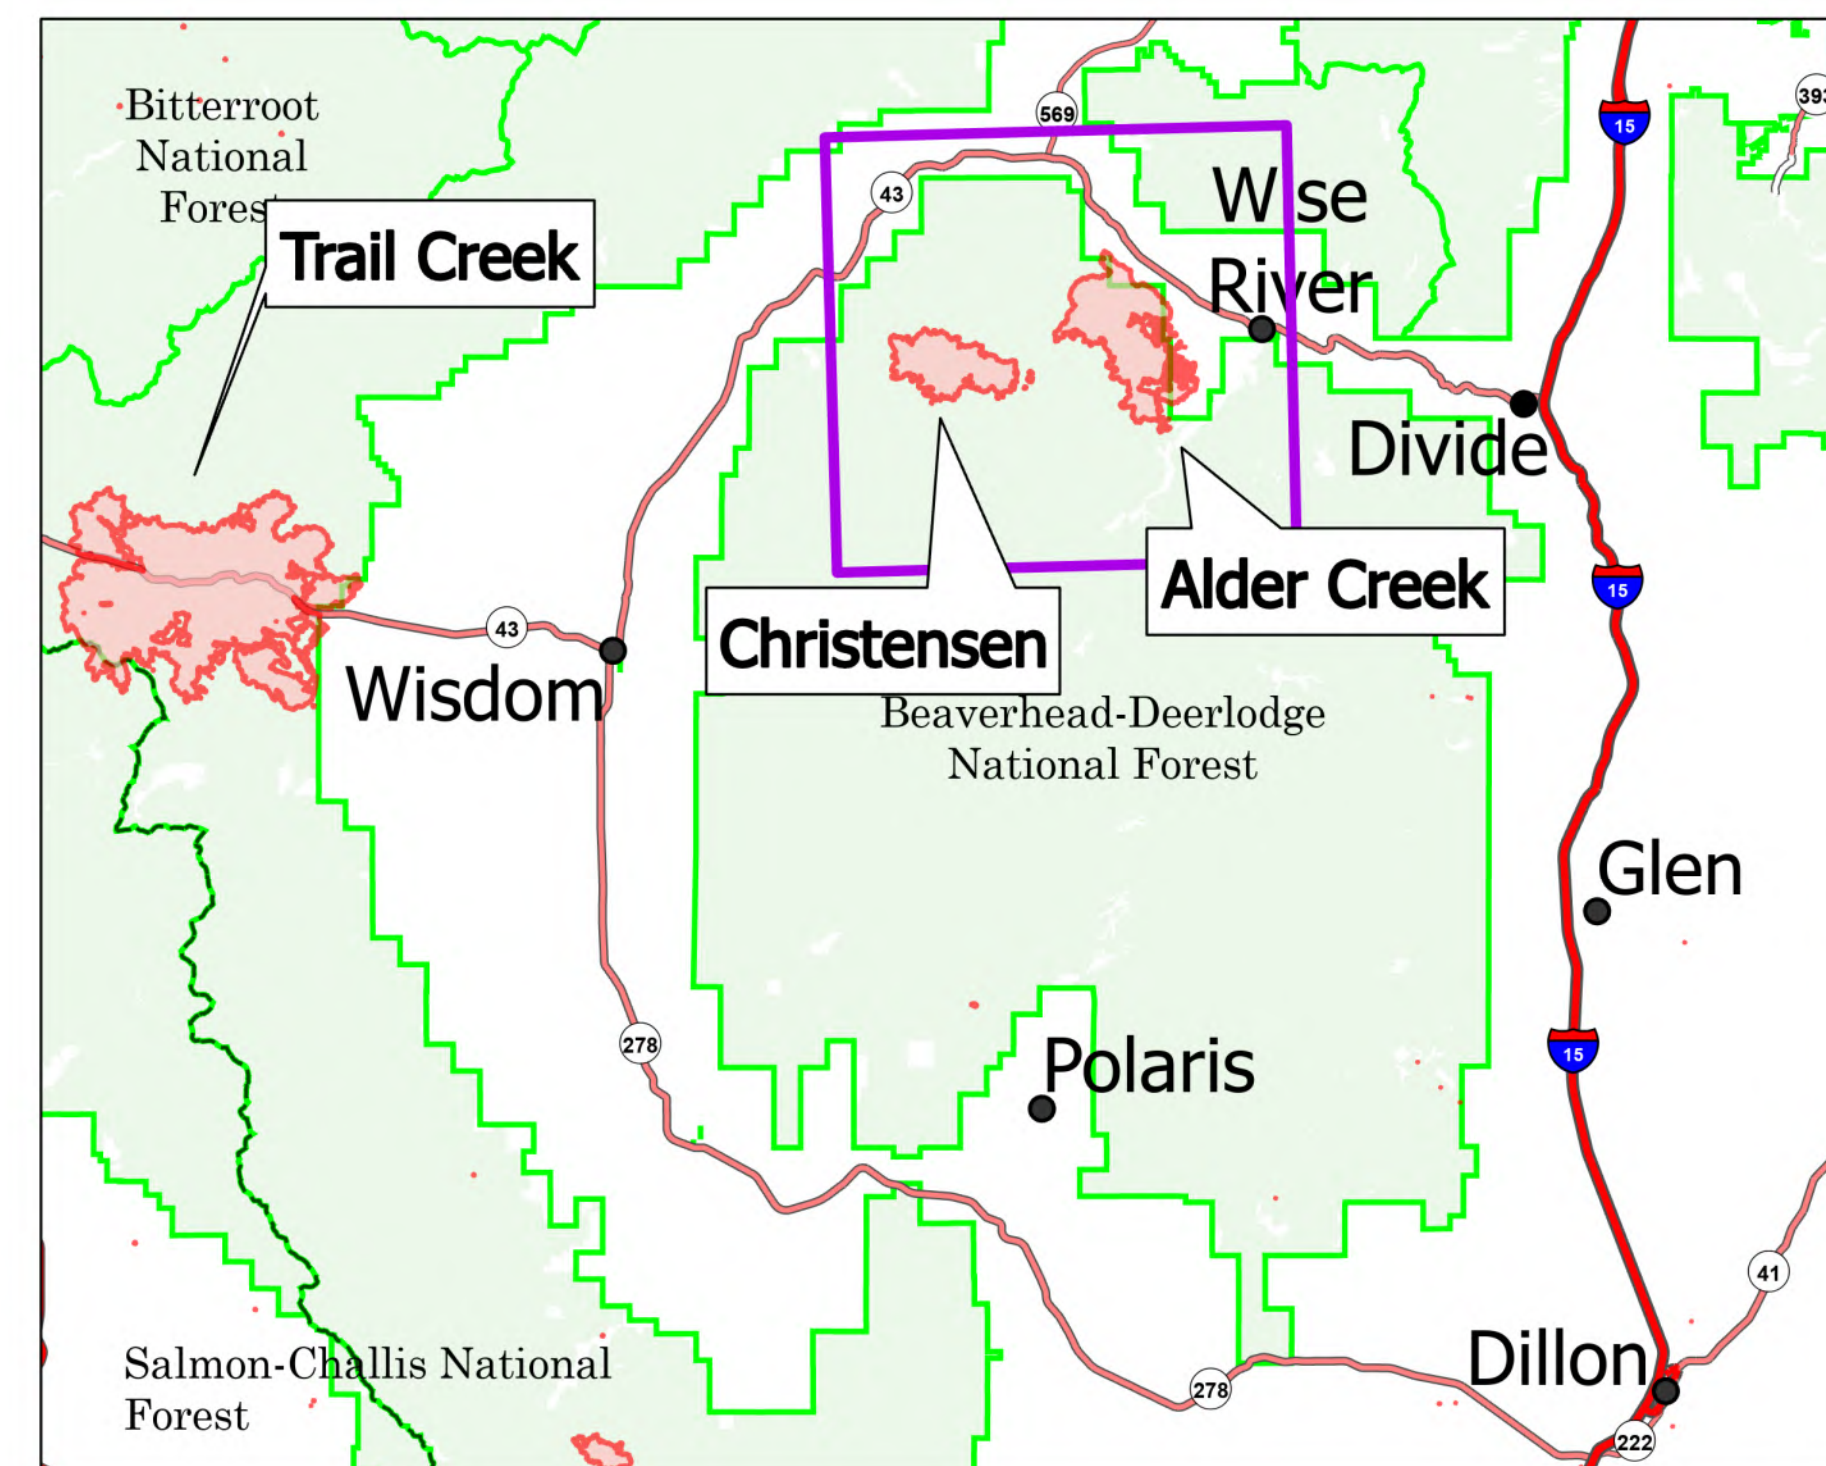 569
15
393
Bitterroot
National
Forest
43
Wise
River
Trail Creek
Divide
15
Alder Creek
43
Christensen
Wisdom
Beaverhead-Deerlodge
National Forest
Glen
278
15
Polaris
41
Salmon-Challis National
Forest
Dillon
278
222